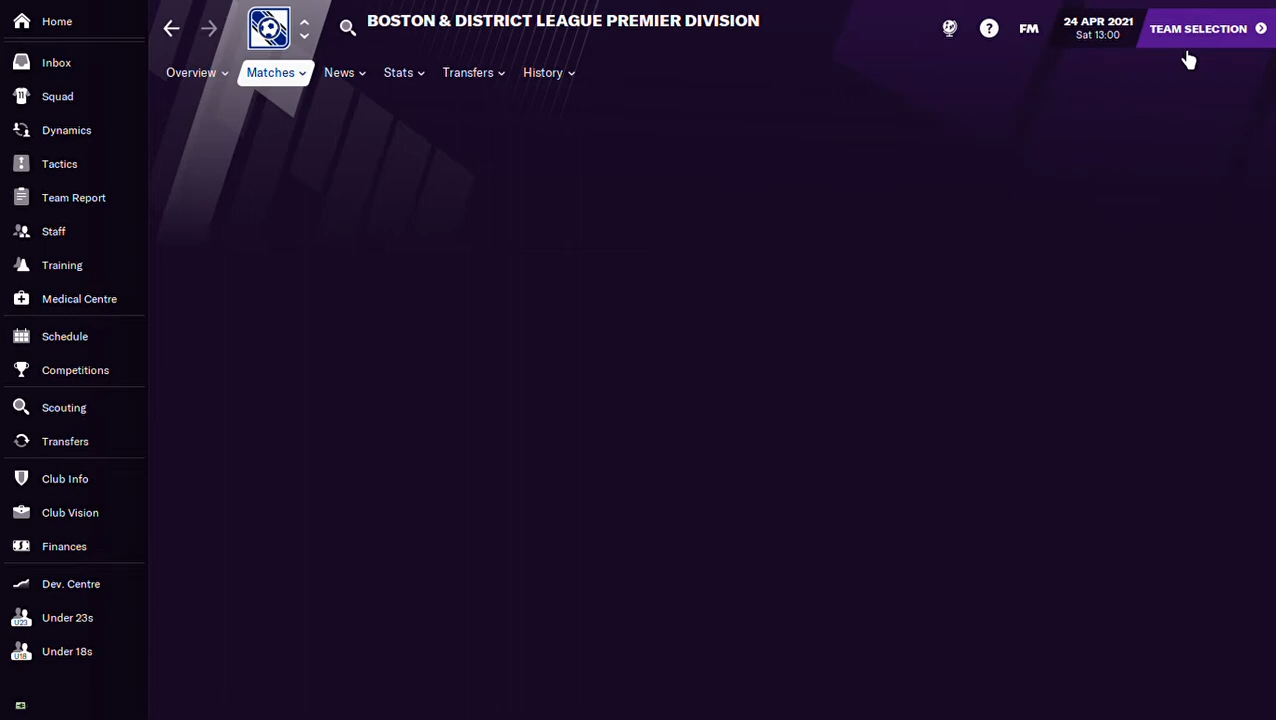 Home
Inbox
Squad
Dynamics
Tactics
Team Report
Staff
Training
Medical Centre
Schedule
Competitions
Scouting
Transfers
Club Info
Club Vision
Finances
Dev. Centre
U23 Under 23s
U18 Under 18s
BOSTON & DISTRICT LEAGUE PREMIER DIVISION
FM
24 APR 2021
Sat 13:00
TEAM SELECTION
Overview Matches News Stats Transfers History